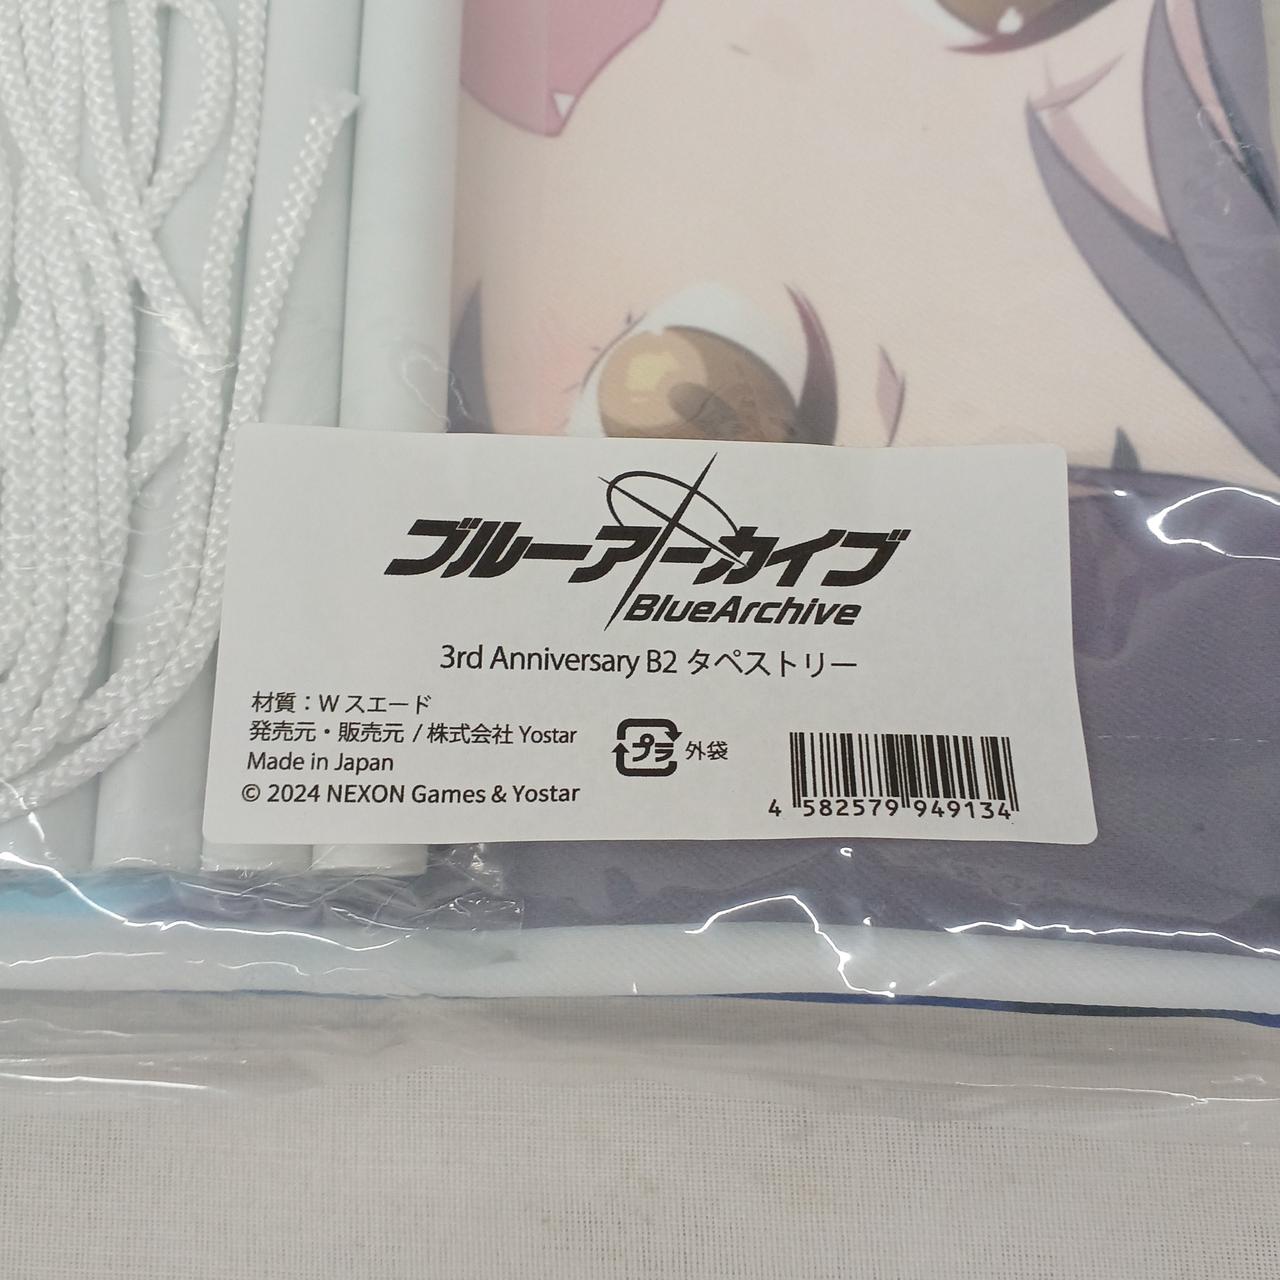 ブルーアーカイブ
BlueArchive
3rd Anniversary B2 タペストリー
材質：W スエード
発売元・販売元 / 株式会社 Yostar
Made in Japan
© 2024 NEXON Games & Yostar
プラ 外袋
4 582579 949134